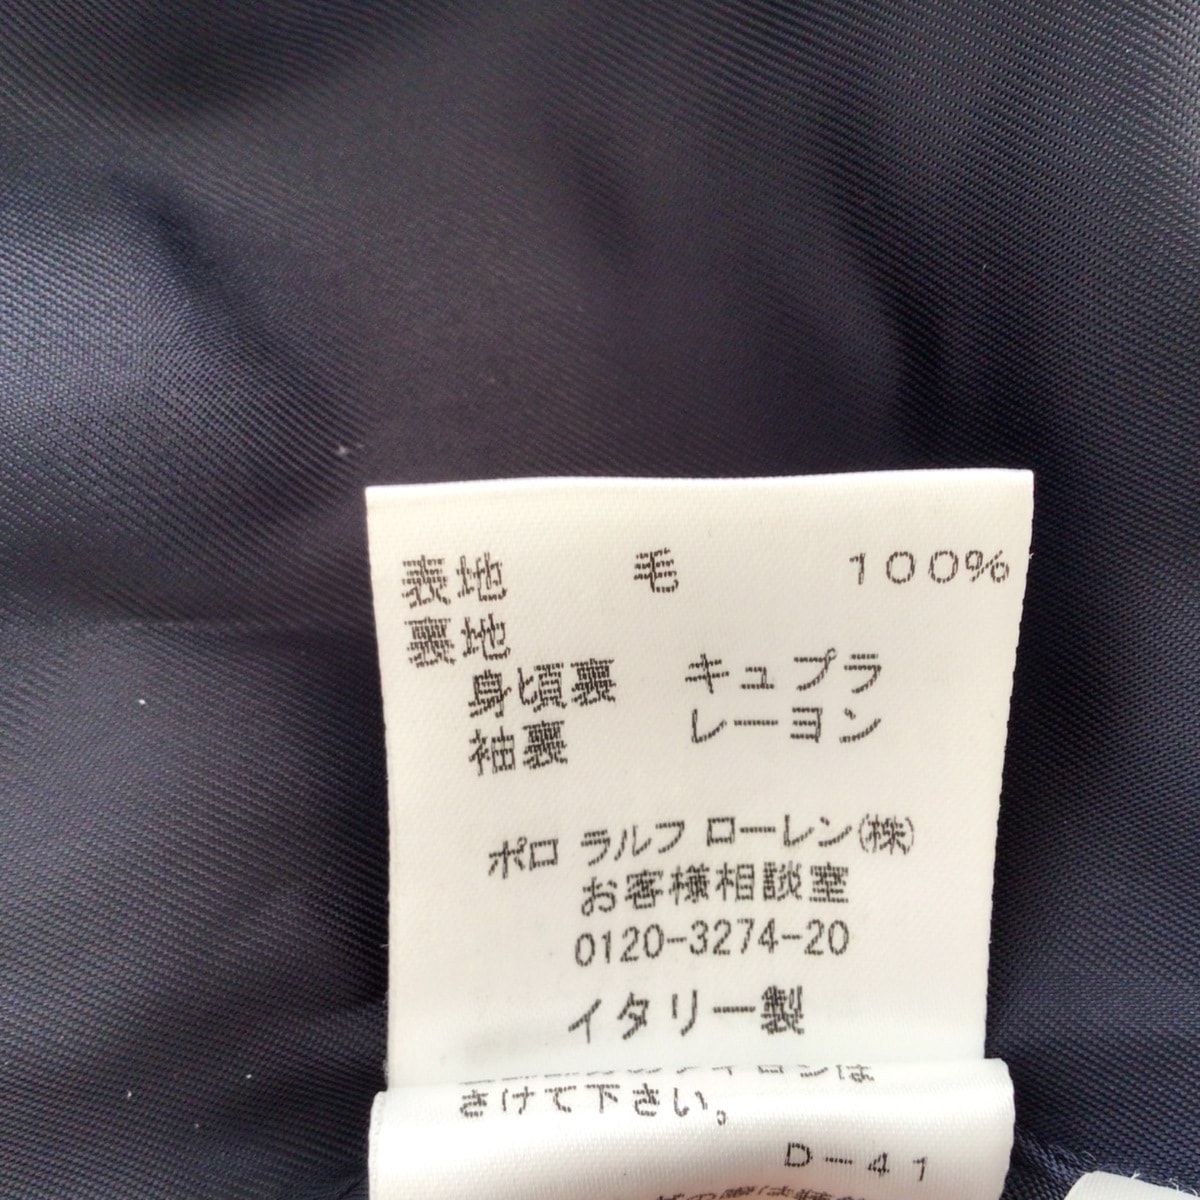 表地 毛 100%
裏地
身頃裏 キュプラ
袖裏 レーヨン
ポロ ラルフ ローレン(株)
お客様相談室
0120-3274-20
イタリー製
さけて下さい。
D-41